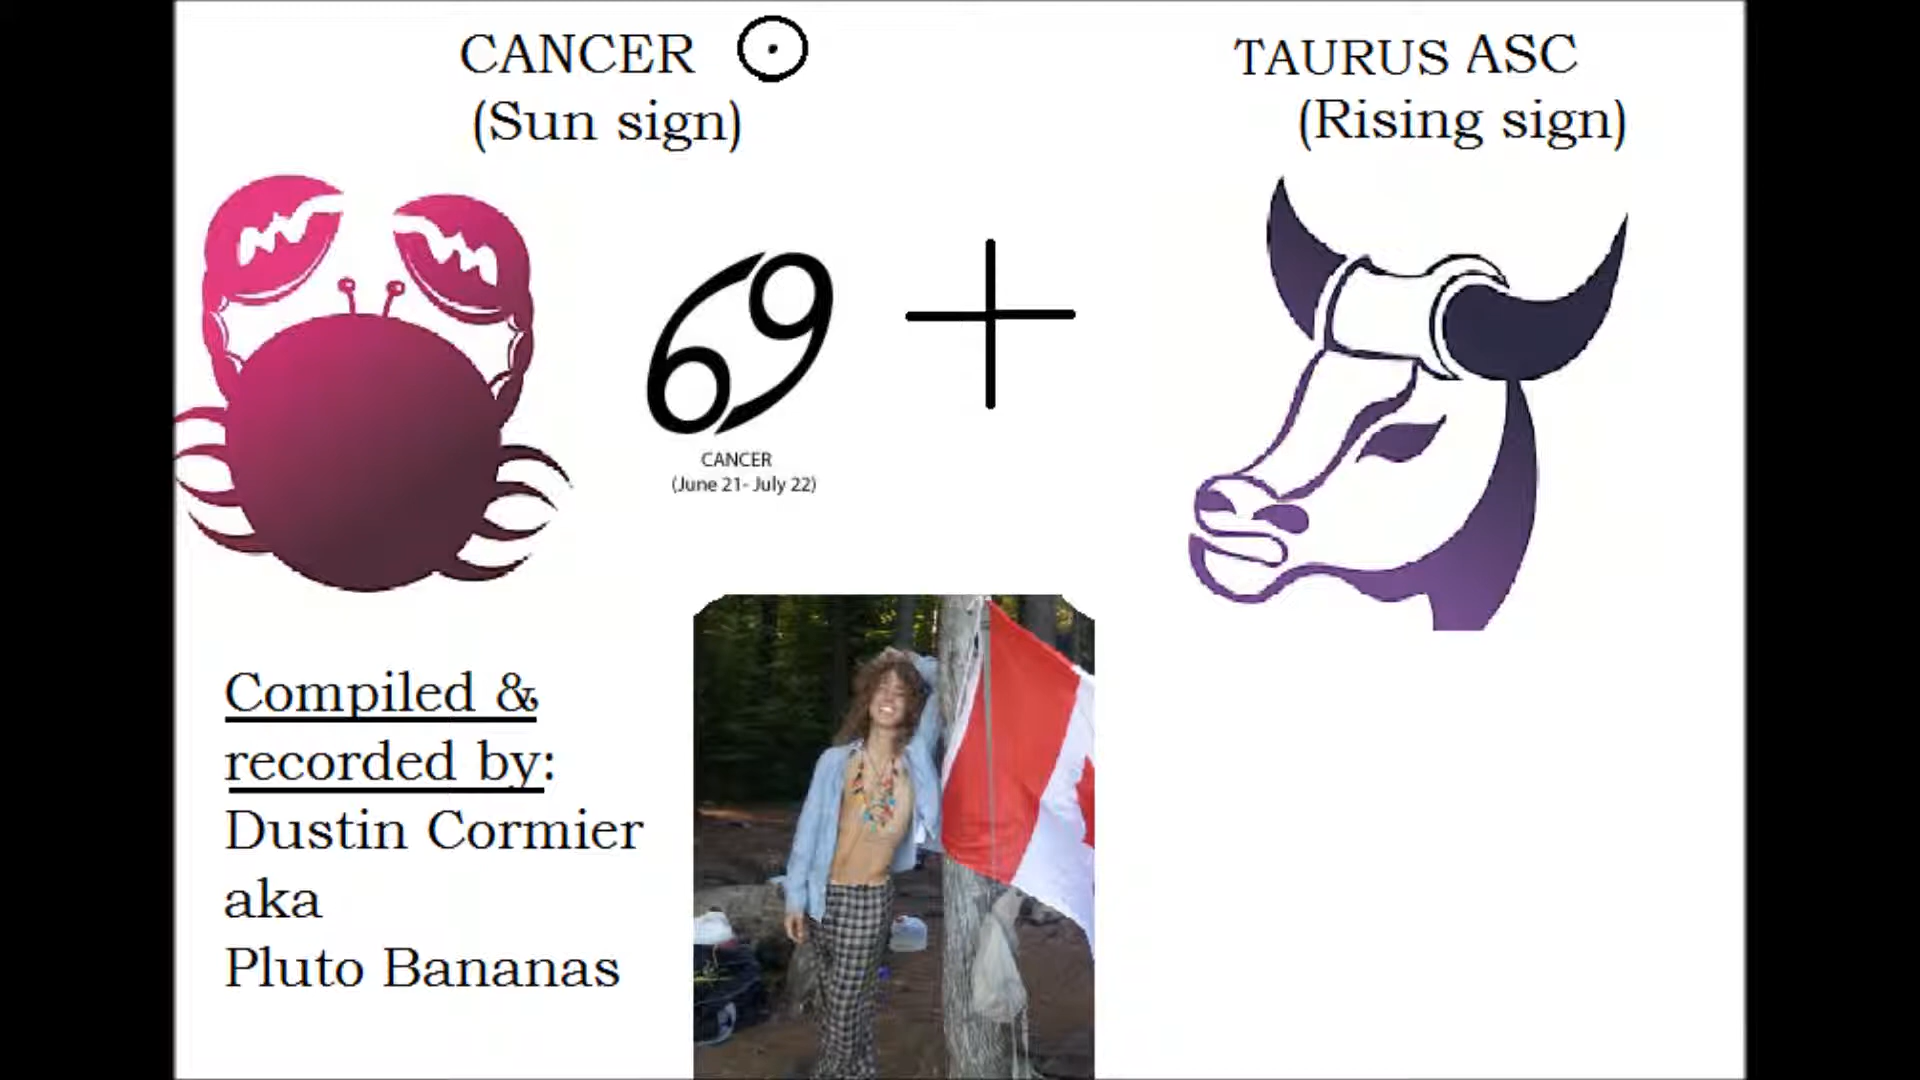 CANCER
(Sun sign)
TAURUS ASC
(Rising sign)
CANCER
(June 21- July 22)
Compiled &
recorded by:
Dustin Cormier
aka
Pluto Bananas